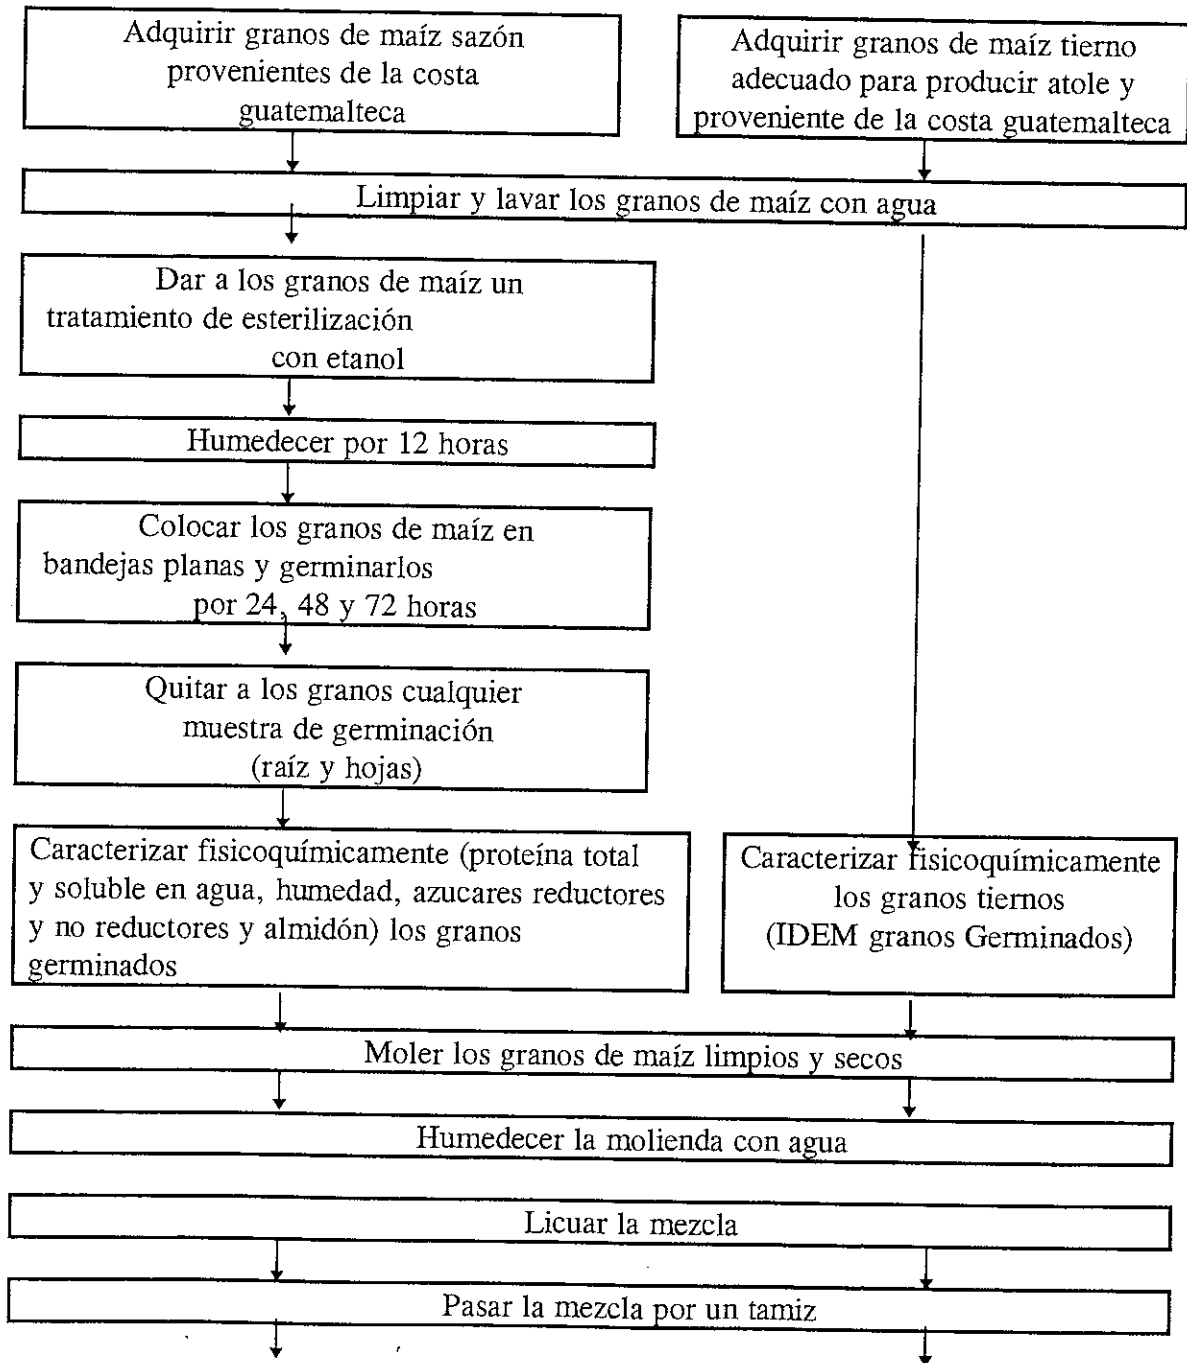 Adquirir granos de maíz sazón
provenientes de la costa
guatemalteca
Adquirir granos de maíz tierno
adecuado para producir atole y
proveniente de la costa guatemalteca
Limpiar y lavar los granos de maíz con agua
Dar a los granos de maíz un
tratamiento de esterilización
con etanol
Humedecer por 12 horas
Colocar los granos de maíz en
bandejas planas y germinarlos
por 24, 48 y 72 horas
Quitar a los granos cualquier
muestra de germinación
(raíz y hojas)
Caracterizar fisicoquímicamente (proteína total
y soluble en agua, humedad, azucares reductores
y no reductores y almidón) los granos
germinados
Caracterizar fisicoquímicamente
los granos tiernos
(IDEM granos Germinados)
Moler los granos de maíz limpios y secos
Humedecer la molienda con agua
Licuar la mezcla
Pasar la mezcla por un tamiz